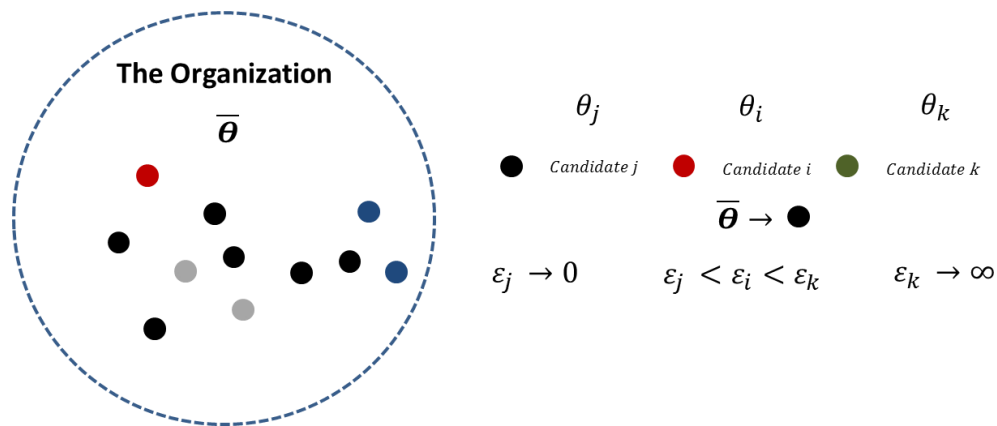 The Organization
θ̅
θⱼ θᵢ θₖ
Candidate j Candidate i Candidate k
θ̅ →
εⱼ → 0 εⱼ < εᵢ < εₖ εₖ → ∞